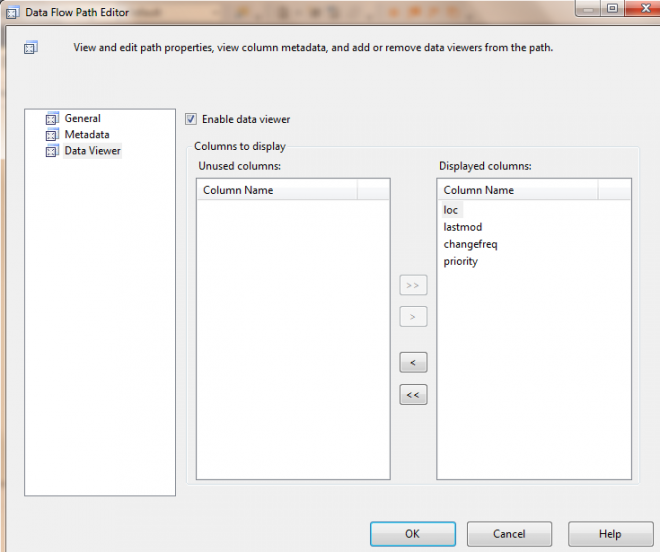 Data Flow Path Editor
View and edit path properties, view column metadata, and add or remove data viewers from the path.
General
Metadata
Data Viewer
Enable data viewer
Columns to display
Unused columns:
Column Name
Displayed columns:
Column Name
loc
lastmod
changefreq
priority
>>
>
<
<<
OK
Cancel
Help